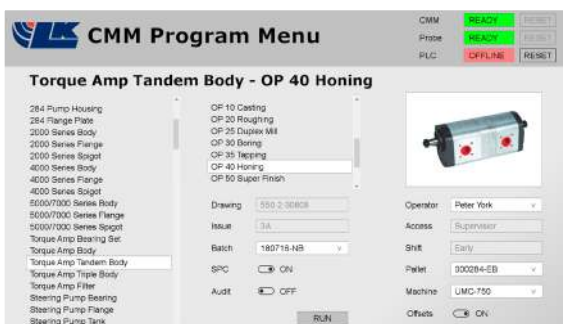 LK
CMM Program Menu
CMM READY RESET
Probe READY RESET
PLC OFFLINE RESET
Torque Amp Tandem Body - OP 40 Honing
284 Pump Housing
284 Flange Plate
2000 Series Body
2000 Series Flange
2000 Series Spigot
4000 Series Body
4000 Series Flange
4000 Series Spigot
5000/7000 Series Body
5000/7000 Series Flange
5000/7000 Series Spigot
Torque Amp Bearing Set
Torque Amp Body
Torque Amp Tandem Body
Torque Amp Triple Body
Torque Amp Filter
Steering Pump Bearing
Steering Pump Flange
Steering Pump Tank
OP 10 Casting
OP 20 Roughing
OP 25 Duplex Mill
OP 30 Boring
OP 35 Tapping
OP 40 Honing
OP 50 Super Finish
Drawing 550-2-30808
Issue 3A
Batch 180716-NB
SPC ON
Audit OFF
RUN
Operator Peter York
Access Supervisor
Shift Early
Pallet 300284-EB
Machine UMC-750
Offsets ON